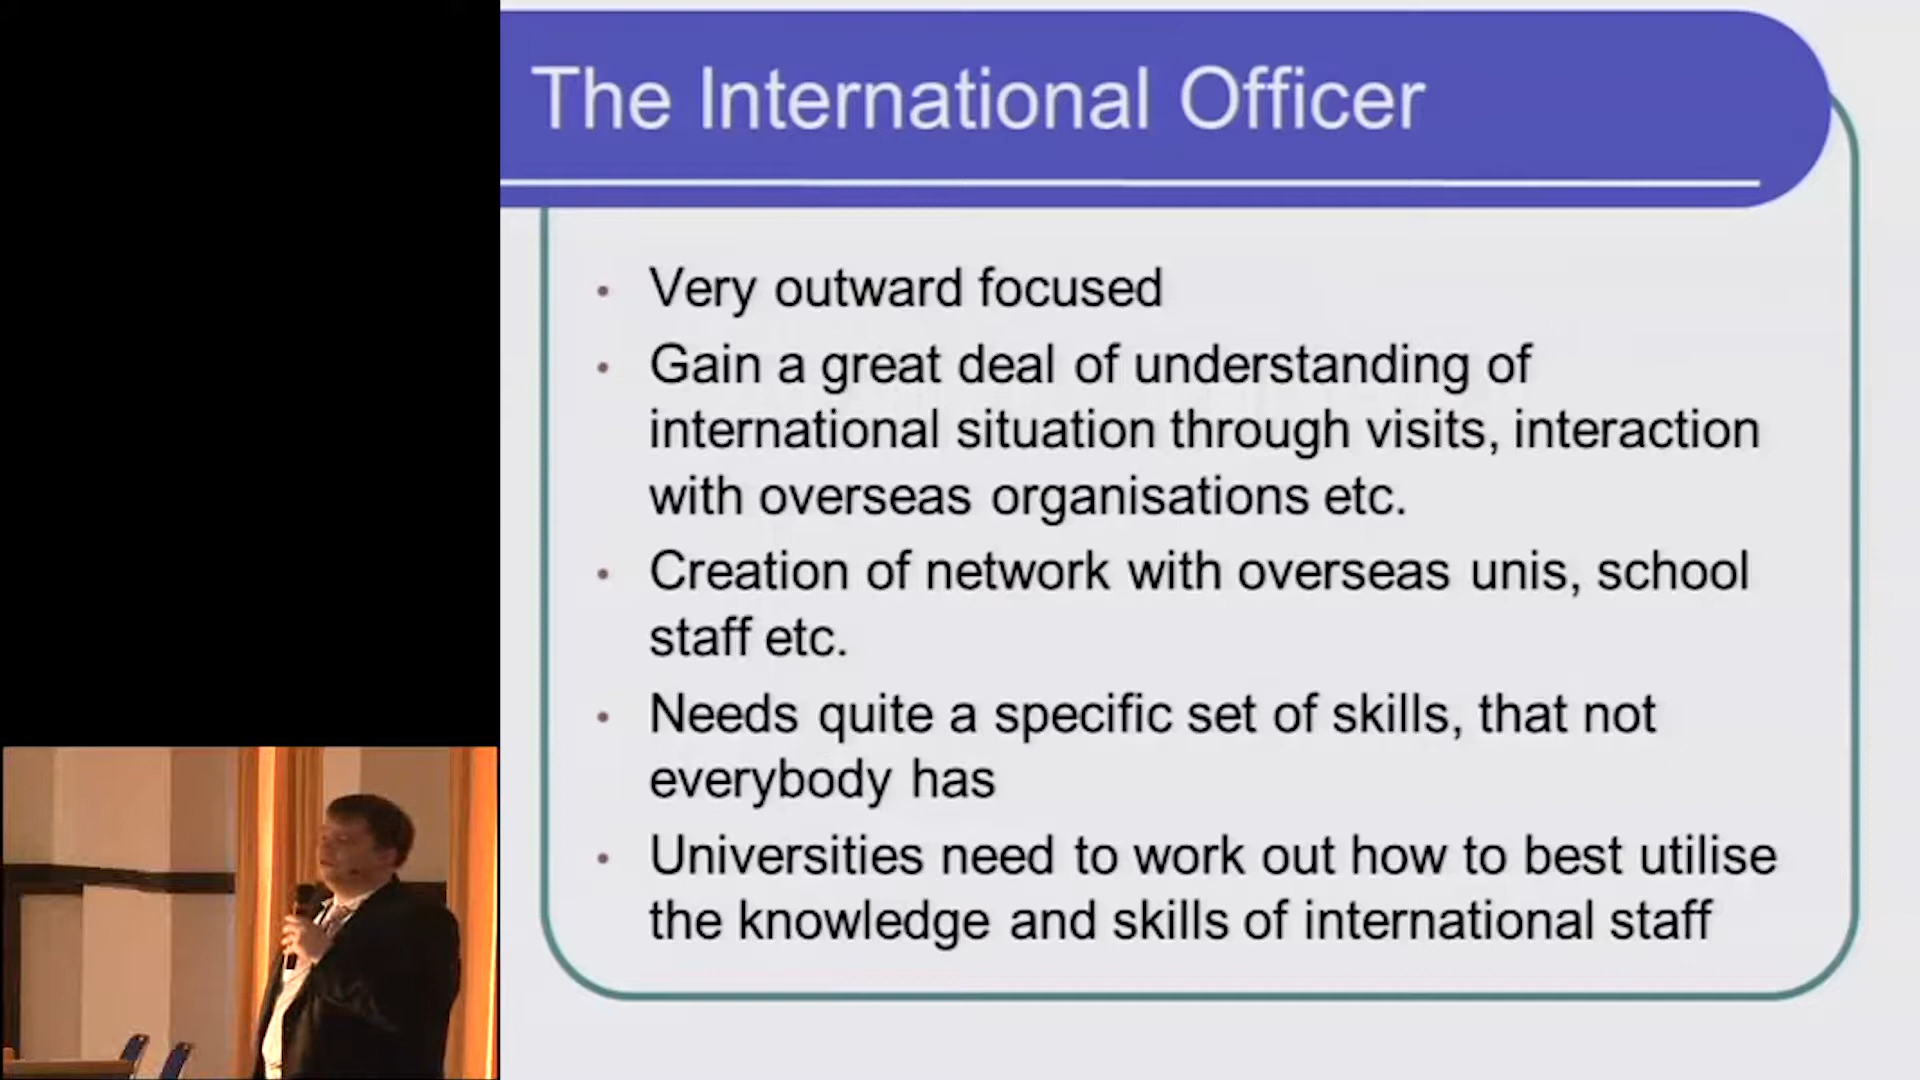 The International Officer
Very outward focused
Gain a great deal of understanding of
international situation through visits, interaction
with overseas organisations etc.
Creation of network with overseas unis, school
staff etc.
Needs quite a specific set of skills, that not
everybody has
Universities need to work out how to best utilise
the knowledge and skills of international staff